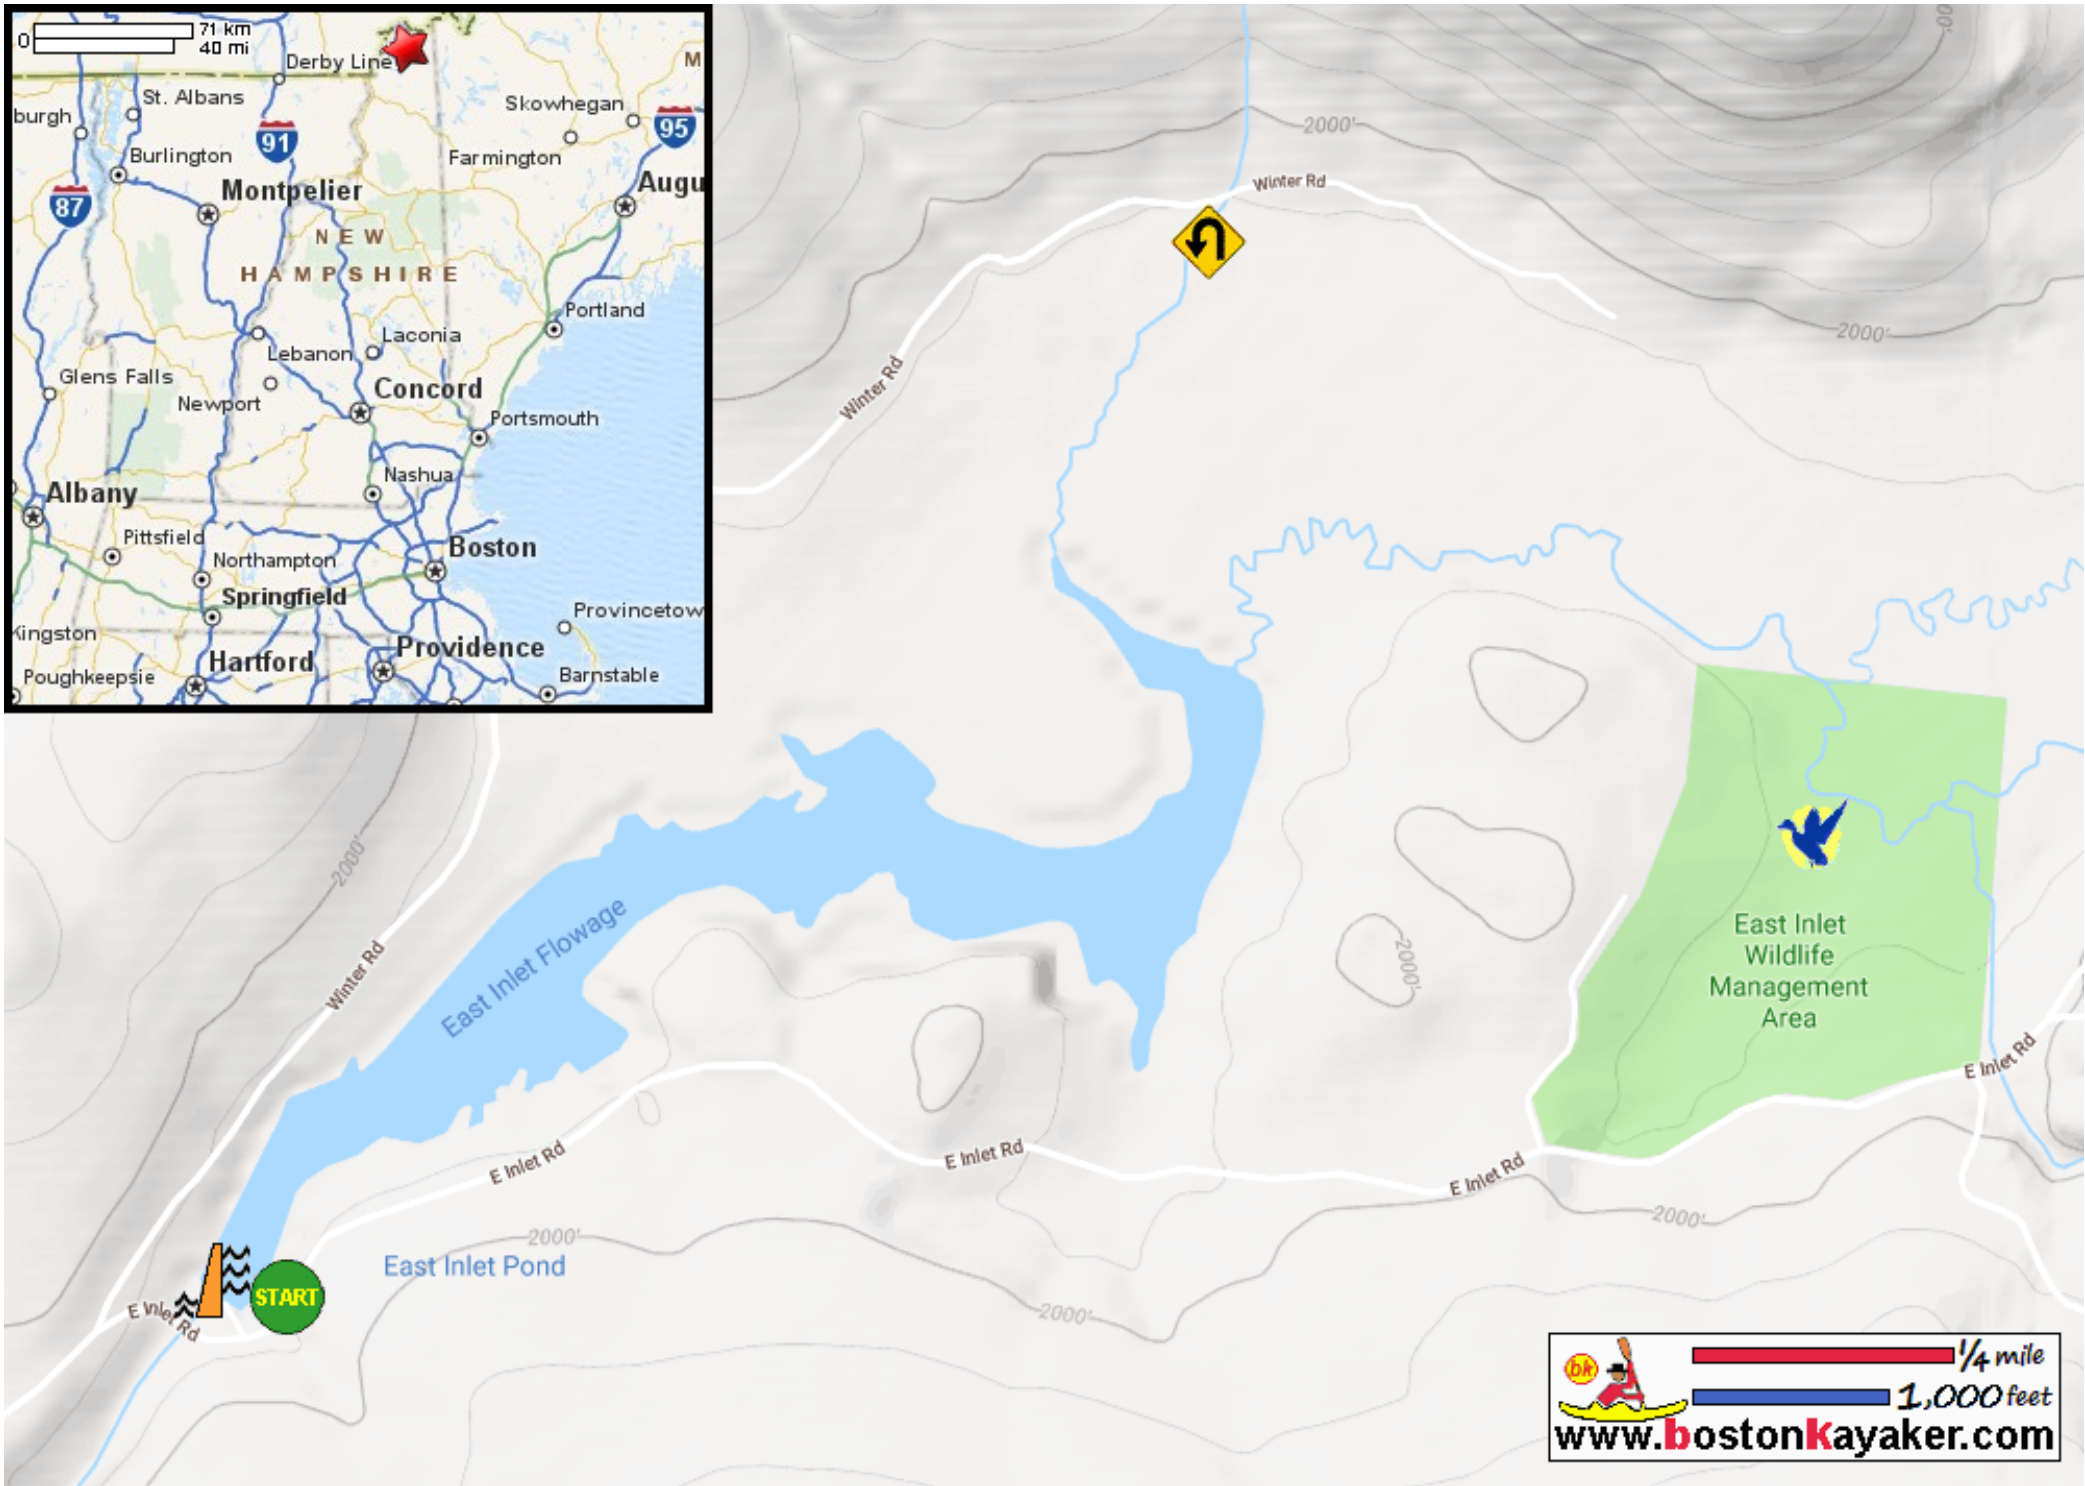 0
71 km
40 mi
Derby Line
M
St. Albans
Skowhegan
burgh
91
95
Burlington
Farmington
87
Montpelier
Augu
NEW
HAMPSHIRE
Portland
Laconia
Lebanon
Glens Falls
Newport
Concord
Portsmouth
Nashua
Albany
Pittsfield
Boston
Northampton
Springfield
Provincetow
Kingston
Providence
Hartford
Poughkeepsie
Barnstable
2000'
Winter Rd
2000'
Winter Rd
2000'
East Inlet Flowage
Winter Rd
2000'
East Inlet
Wildlife
Management
Area
E Inlet Rd
E Inlet Rd
E Inlet Rd
E Inlet Rd
2000'
2000'
East Inlet Pond
START
E Inlet Rd
2000'
bk
1/4 mile
1,000 feet
www.bostonkayaker.com